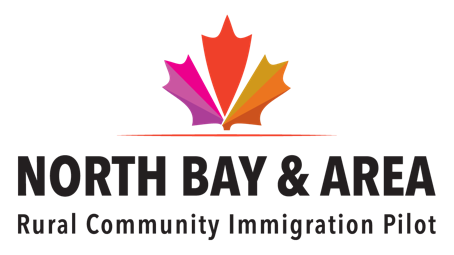 NORTH BAY & AREA
Rural Community Immigration Pilot